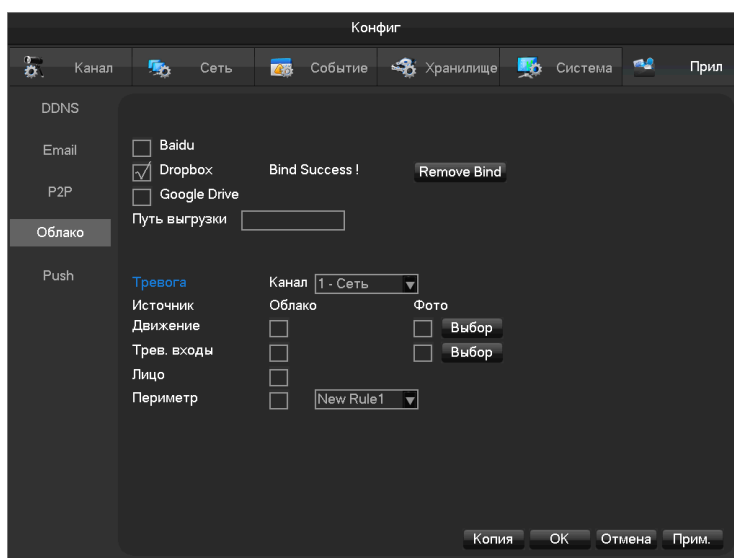 Конфиг
Канал Сеть Событие Хранилище Система Прил
DDNS
Email
P2P
Облако
Push
Baidu
Dropbox Bind Success ! Remove Bind
Google Drive
Путь выгрузки
Тревога Канал 1 - Сеть
Источник Облако Фото
Движение Выбор
Трев. входы Выбор
Лицо
Периметр New Rule1
Копия OK Отмена Прим.